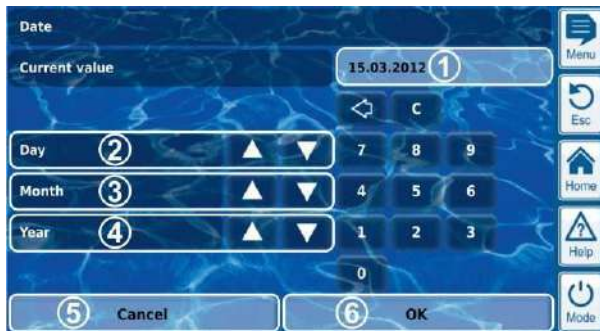 Date
Menu
Current value
15.03.2012 1
C
Esc
Day 2
7 8 9
Month 3
4 5 6
Home
Year 4
1 2 3
Help
0
5 Cancel
6 OK
Mode